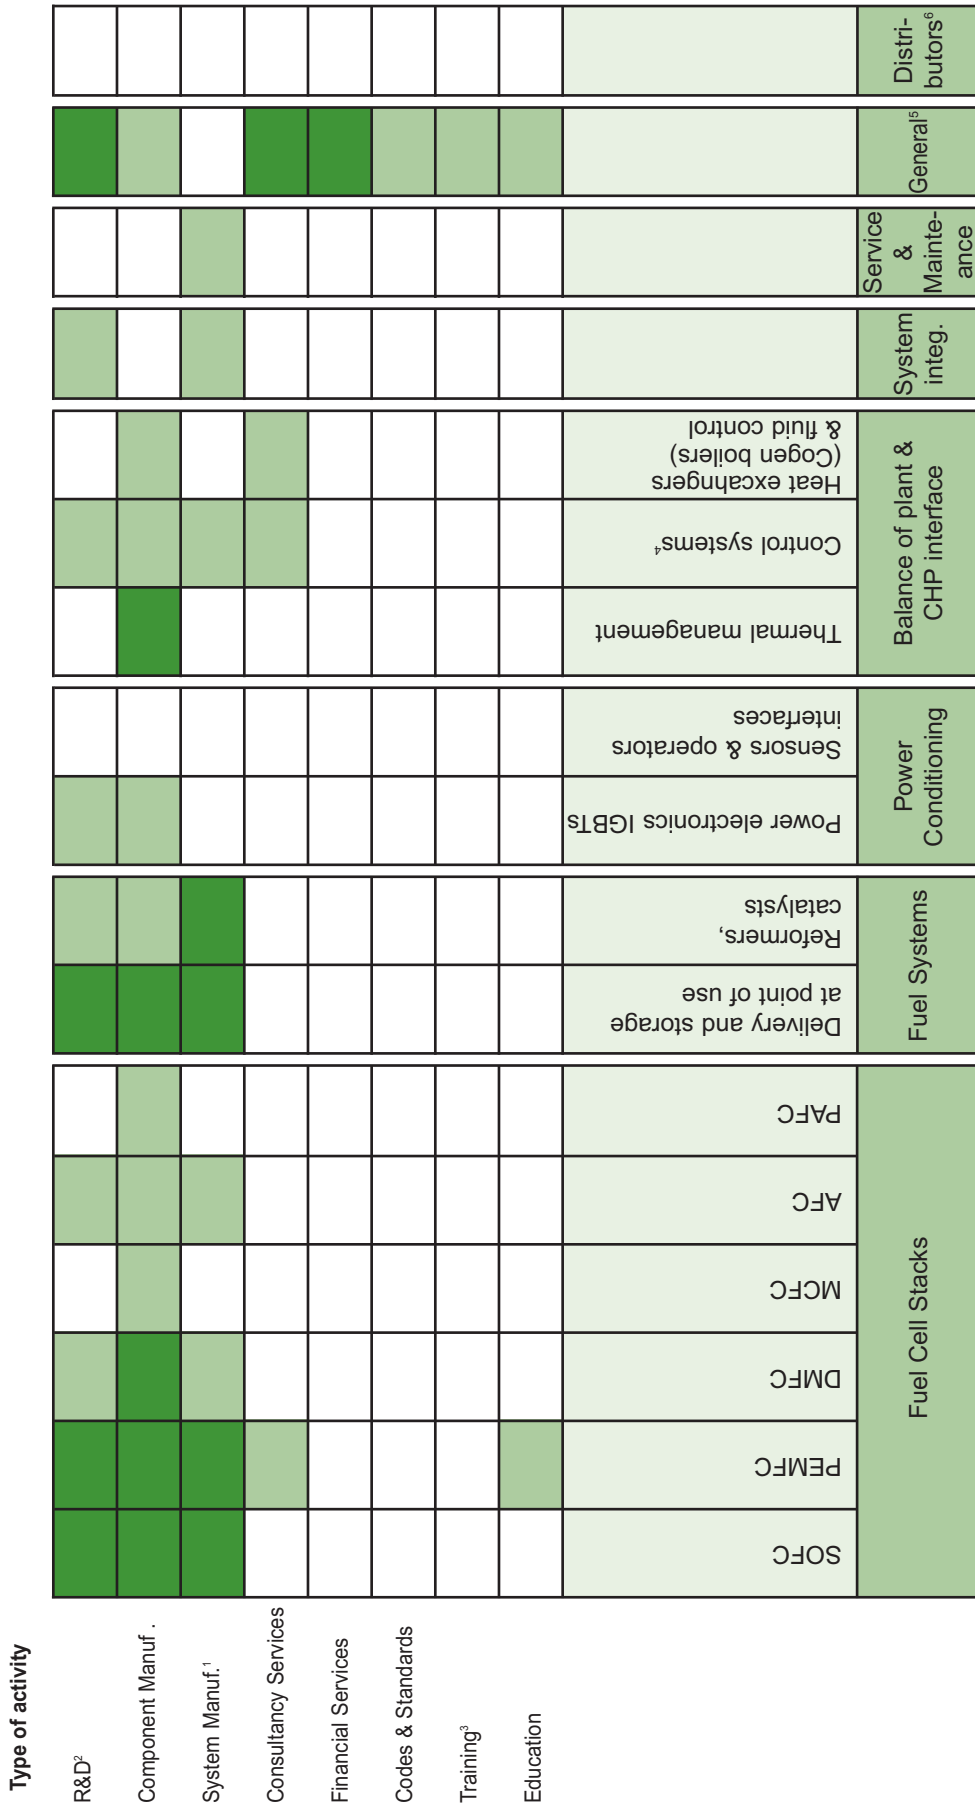 Type of activity
R&D²
Component Manuf .
System Manuf.¹
Consultancy Services
Financial Services
Codes & Standards
Training³
Education
SOFC
PEMFC
DMFC
MCFC
AFC
PAFC
Delivery and storage
at point of use
Reformers,
catalysts
Power electronics IGBTs
Sensors & operators
interfaces
Thermal management
Control systems⁴
Heat excahngers
(Cogen boilers)
& fluid control
Fuel Cell Stacks
Fuel Systems
Power
Conditioning
Balance of plant &
CHP interface
System
integ.
Service
&
Mainte-
ance
General⁵
Distri-
butors⁶